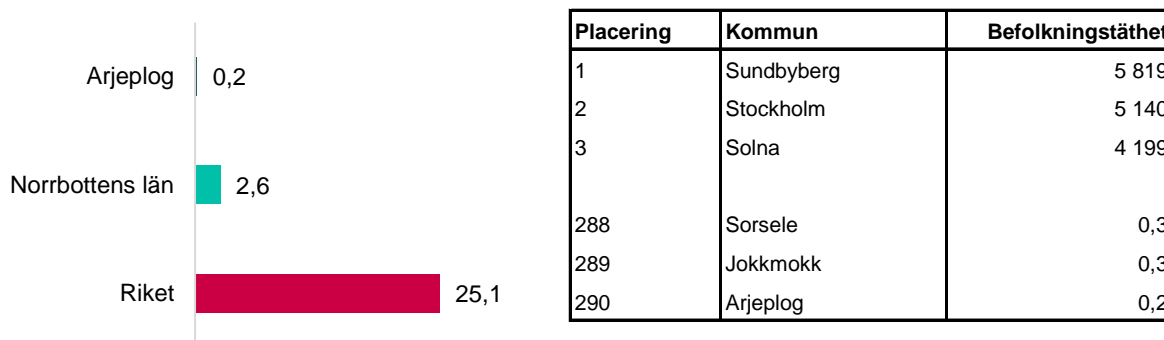 Arjeplog 0,2
Norrbottens län 2,6
Riket 25,1
Placering Kommun Befolkningstäthet
1 Sundbyberg 5 819
2 Stockholm 5 140
3 Solna 4 199
288 Sorsele 0,3
289 Jokkmokk 0,3
290 Arjeplog 0,2